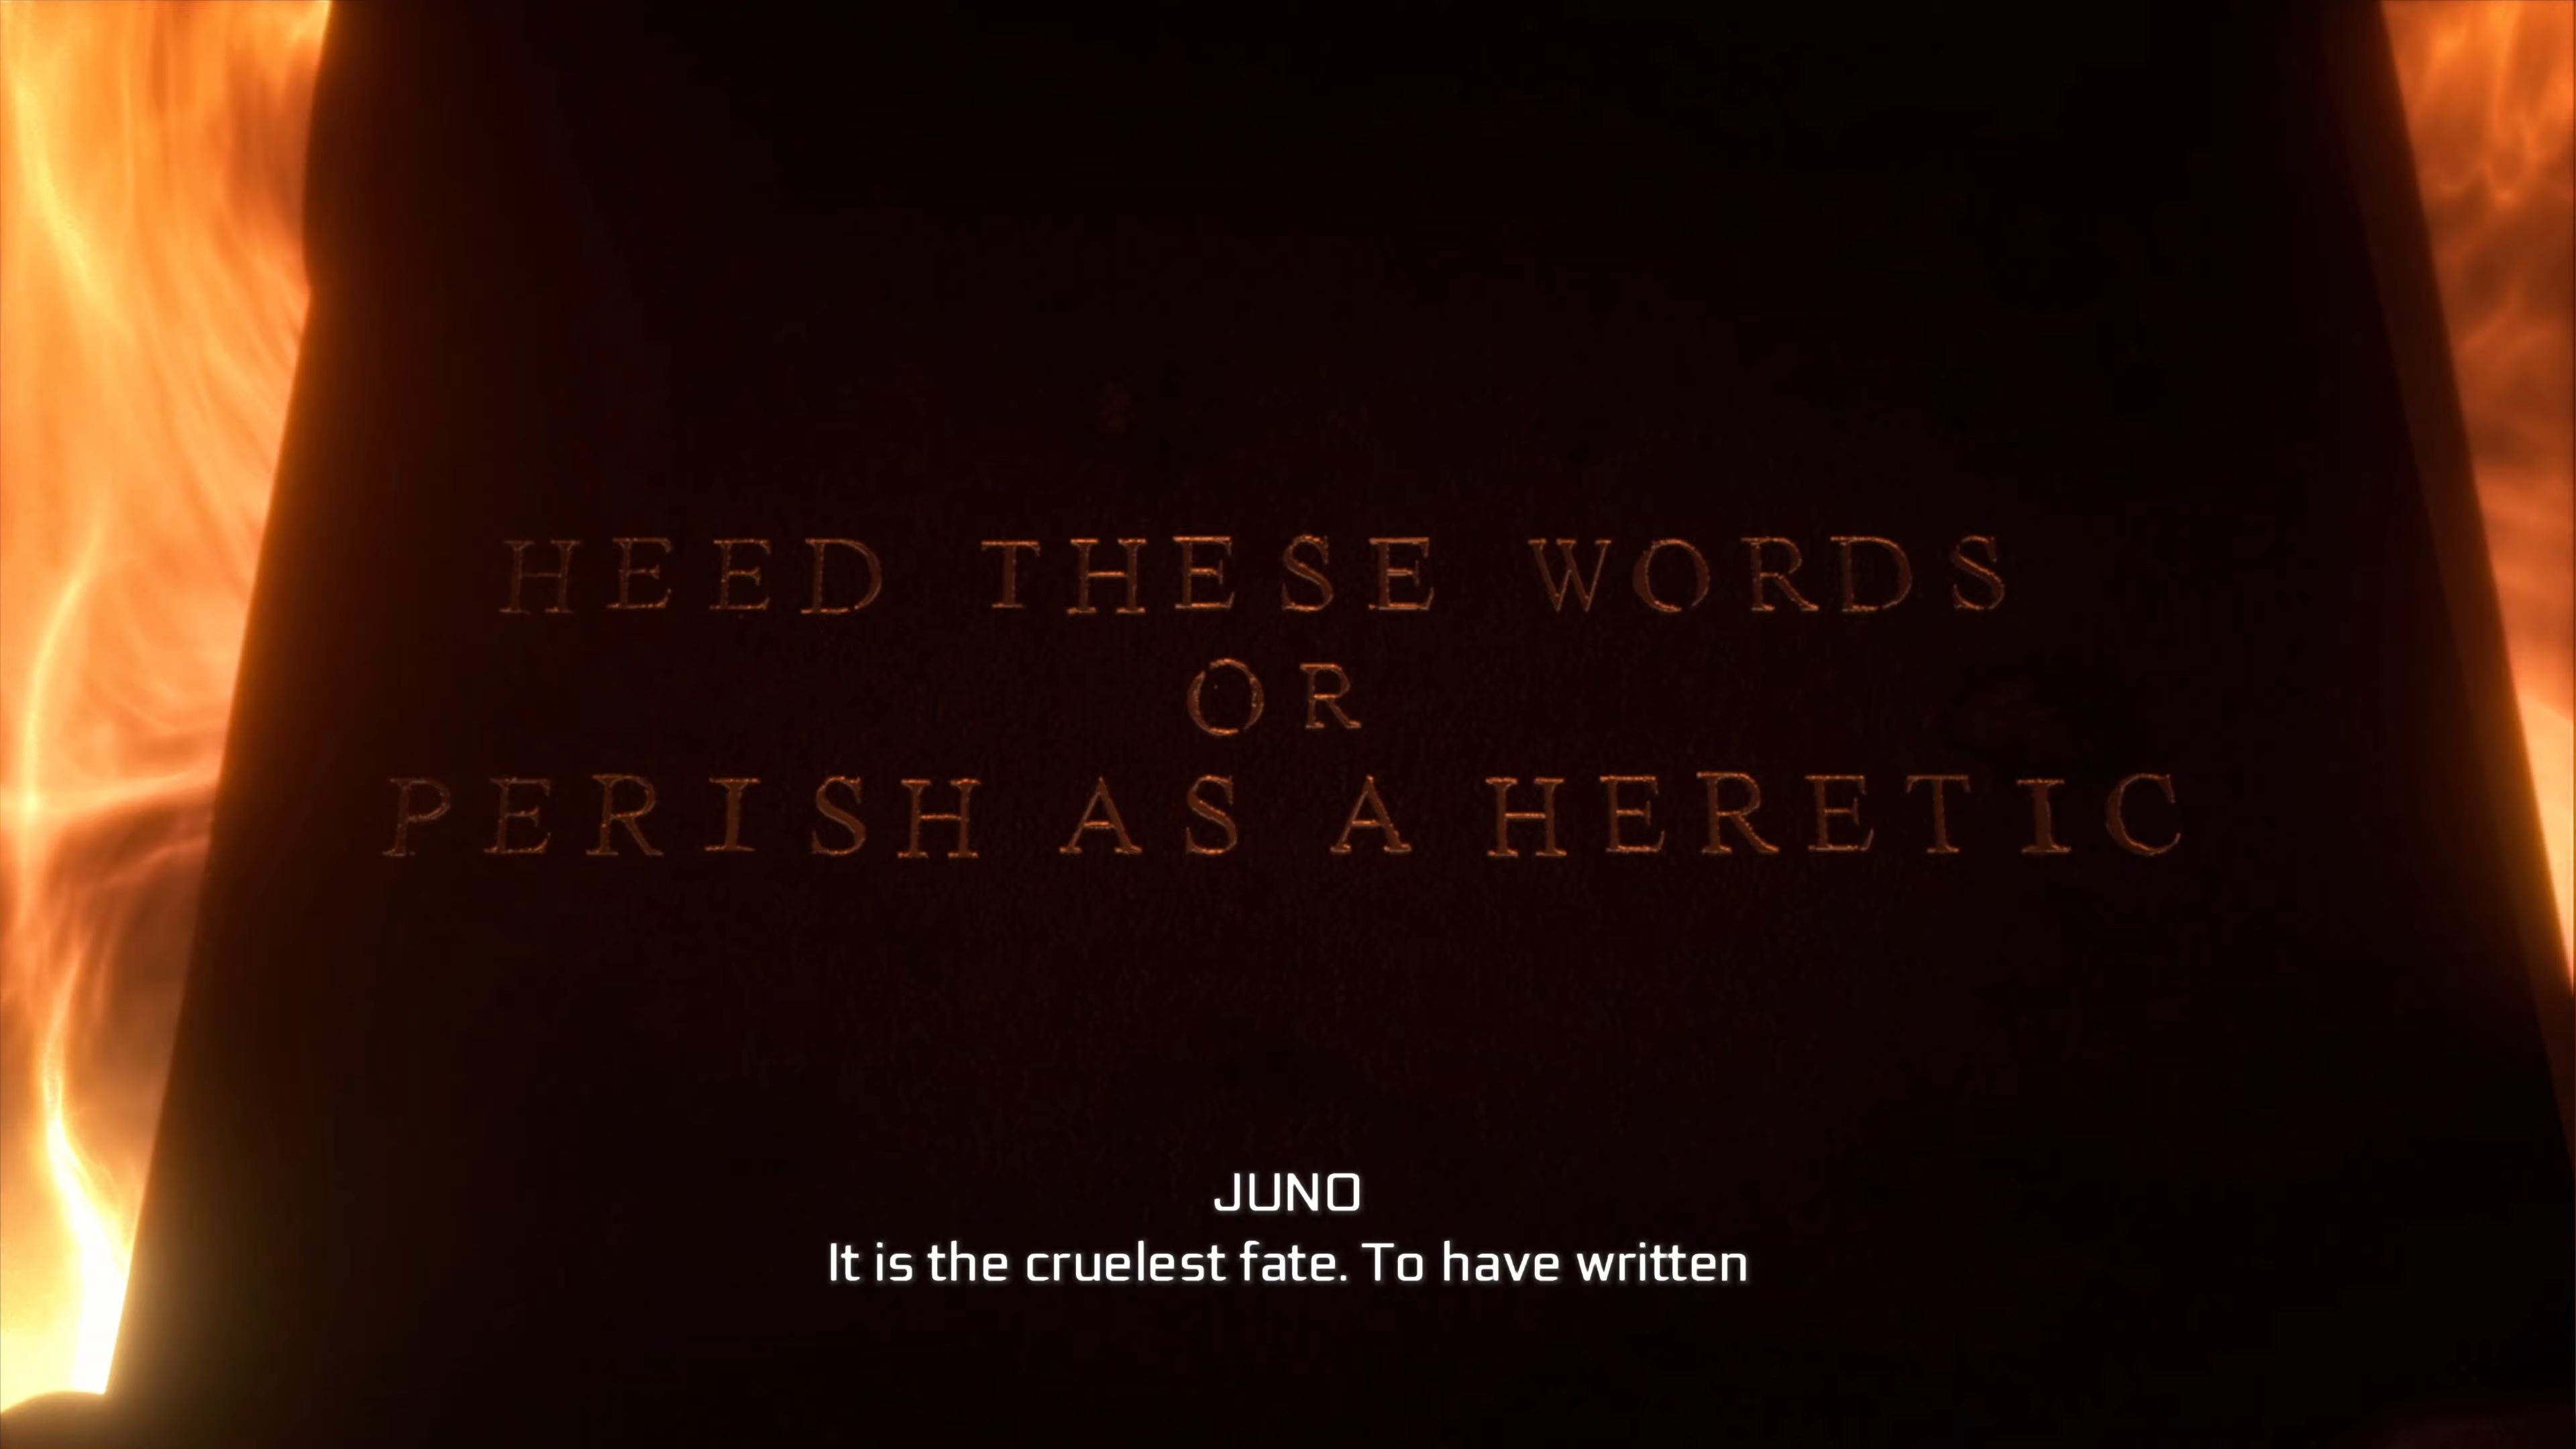 HEED THESE WORDS
OR
PERISH AS A HERETIC
JUNO
It is the cruelest fate. To have written